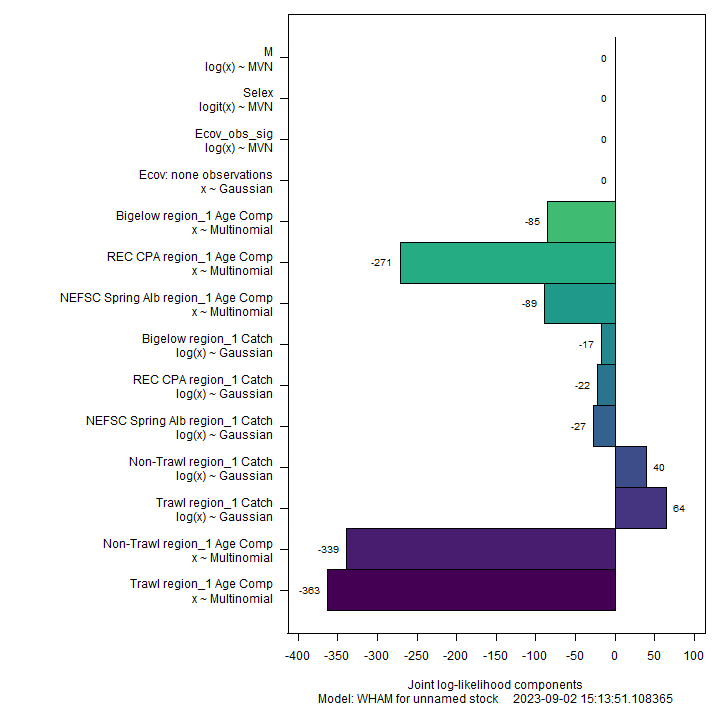 M
log(x) ~ MVN
0
Selex
logit(x) ~ MVN
0
Ecov_obs_sig
log(x) ~ MVN
0
Ecov: none observations
x ~ Gaussian
0
Bigelow region_1 Age Comp
x ~ Multinomial
-85
REC CPA region_1 Age Comp
x ~ Multinomial
-271
NEFSC Spring Alb region_1 Age Comp
x ~ Multinomial
-89
Bigelow region_1 Catch
log(x) ~ Gaussian
-17
REC CPA region_1 Catch
log(x) ~ Gaussian
-22
NEFSC Spring Alb region_1 Catch
log(x) ~ Gaussian
-27
Non-Trawl region_1 Catch
log(x) ~ Gaussian
40
Trawl region_1 Catch
log(x) ~ Gaussian
64
Non-Trawl region_1 Age Comp
x ~ Multinomial
-339
Trawl region_1 Age Comp
x ~ Multinomial
-363
-400 -350 -300 -250 -200 -150 -100 -50 0 50 100
Joint log-likelihood components
Model: WHAM for unnamed stock 2023-09-02 15:13:51.108365